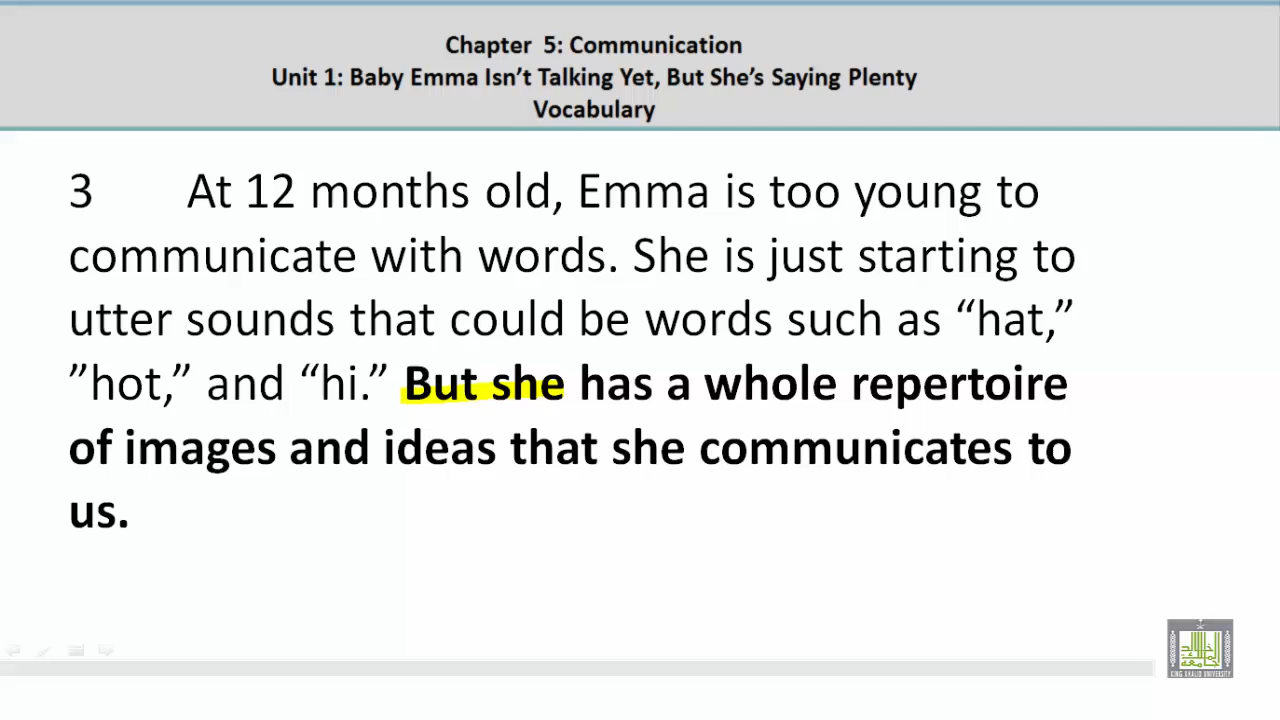 Chapter 5: Communication
Unit 1: Baby Emma Isn't Talking Yet, But She's Saying Plenty
Vocabulary
3 At 12 months old, Emma is too young to
communicate with words. She is just starting to
utter sounds that could be words such as “hat,”
”hot,” and “hi.” But she has a whole repertoire
of images and ideas that she communicates to
us.
KING KHALID UNIVERSITY